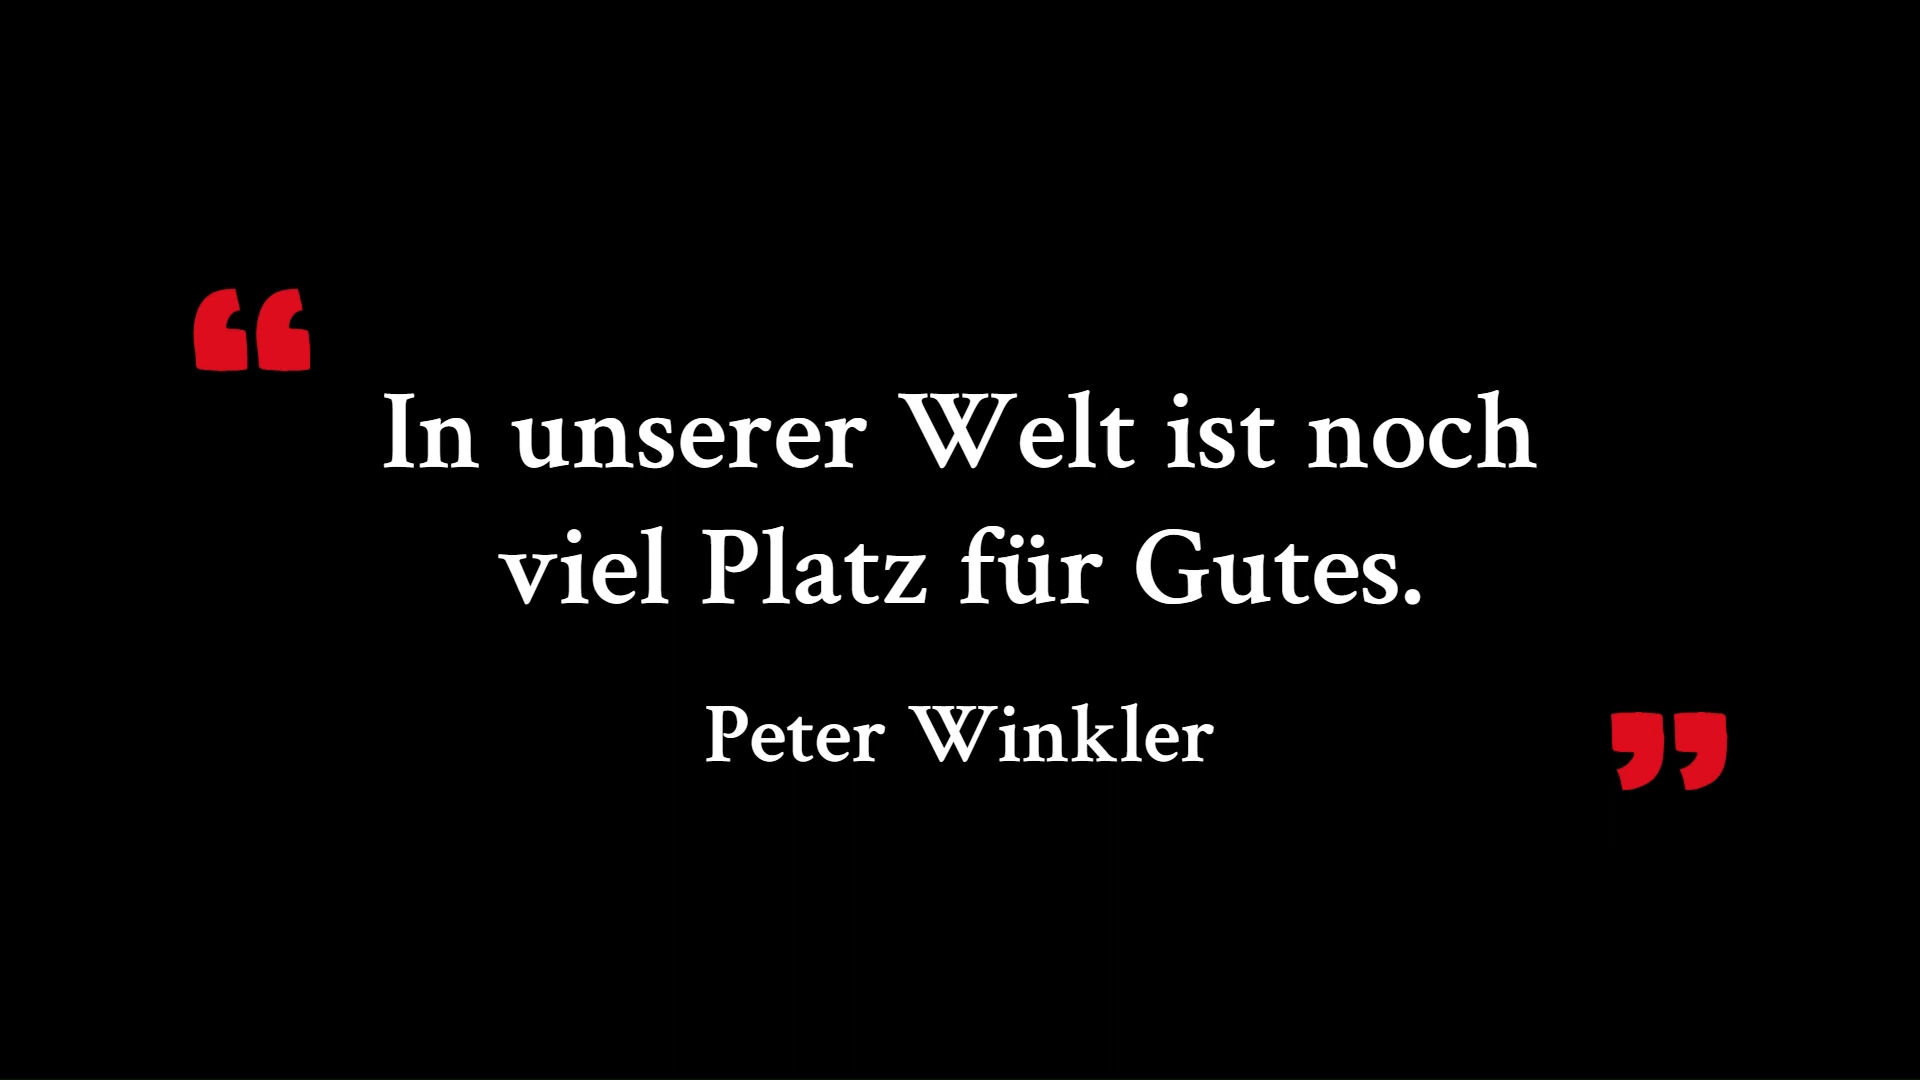 “
In unserer Welt ist noch
viel Platz für Gutes.
Peter Winkler
”